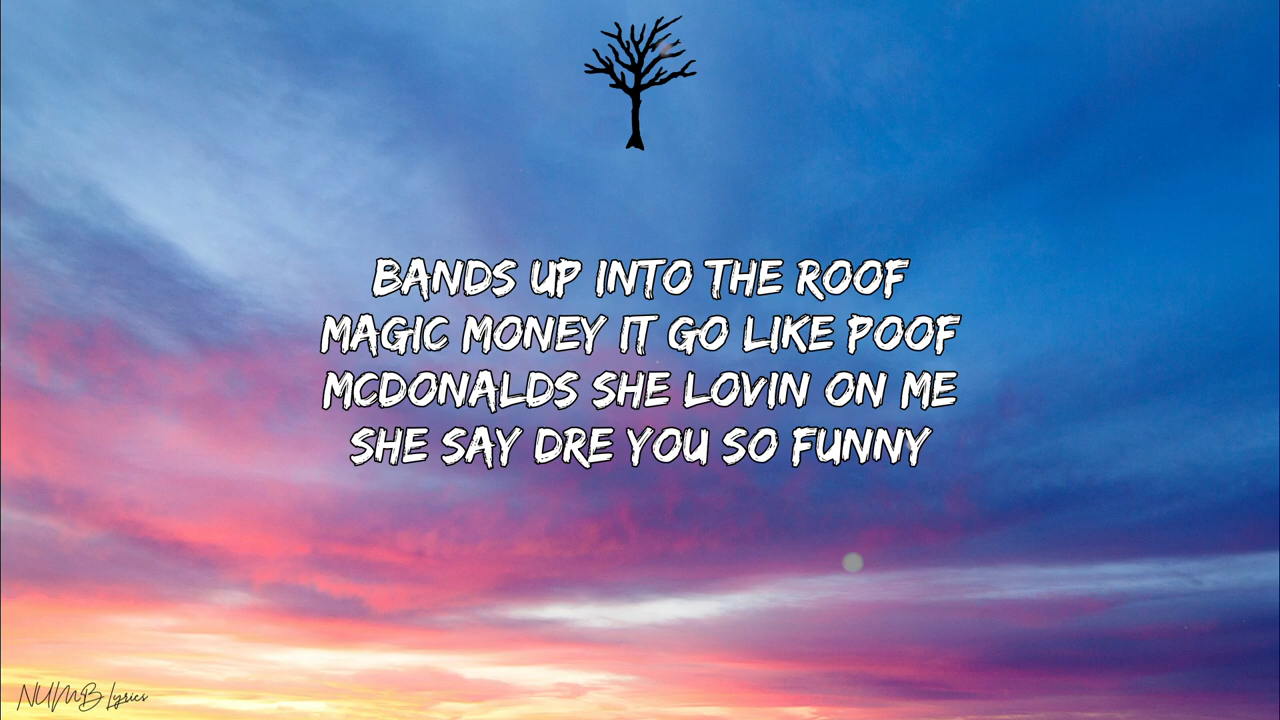 BANDS UP INTO THE ROOF
MAGIC MONEY IT GO LIKE POOF
MCDONALDS SHE LOVIN ON ME
SHE SAY DRE YOU SO FUNNY
NUMB Lyrics